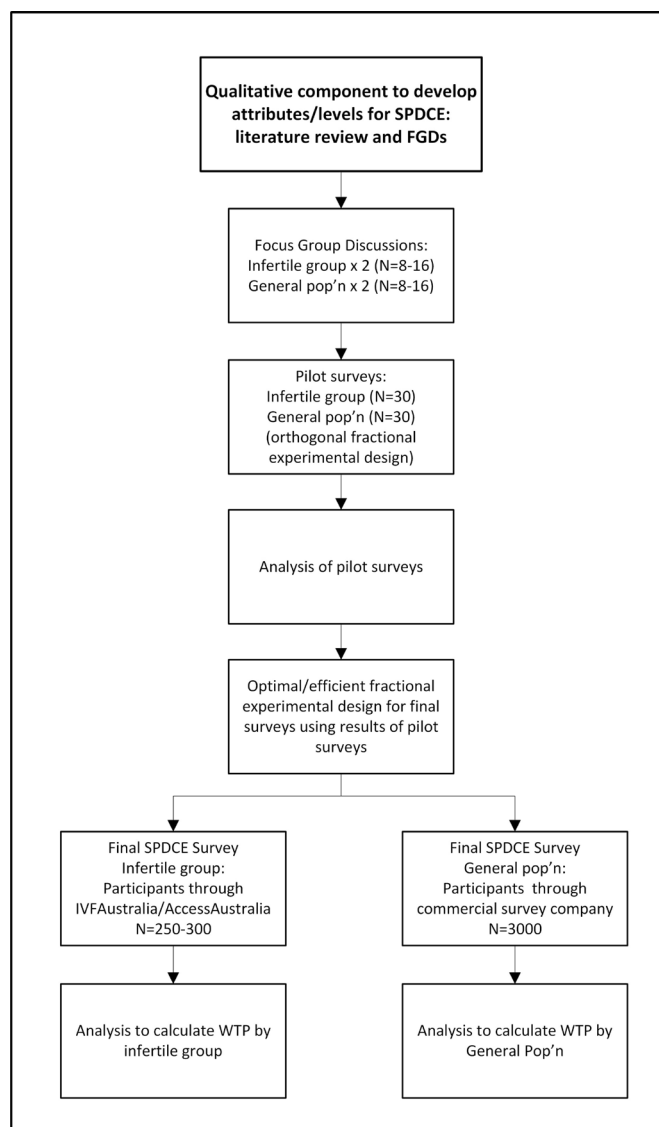 Qualitative component to develop
attributes/levels for SPDCE:
literature review and FGDs
Focus Group Discussions:
Infertile group x 2 (N=8-16)
General pop’n x 2 (N=8-16)
Pilot surveys:
Infertile group (N=30)
General pop’n (N=30)
(orthogonal fractional
experimental design)
Analysis of pilot surveys
Optimal/efficient fractional
experimental design for final
surveys using results of pilot
surveys
Final SPDCE Survey
Infertile group:
Participants through
IVFAustralia/AccessAustralia
N=250-300
Final SPDCE Survey
General pop’n:
Participants through
commercial survey company
N=3000
Analysis to calculate WTP by
infertile group
Analysis to calculate WTP by
General Pop’n